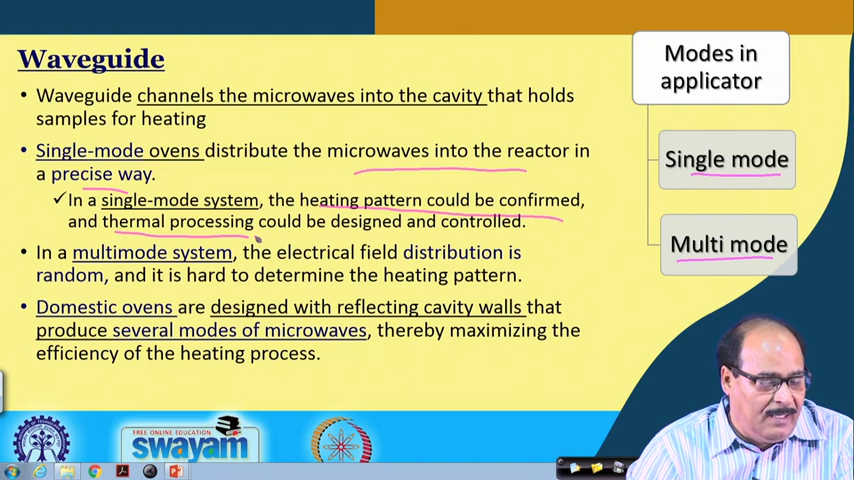 Waveguide
• Waveguide channels the microwaves into the cavity that holds
samples for heating
• Single-mode ovens distribute the microwaves into the reactor in
a precise way.
✓In a single-mode system, the heating pattern could be confirmed,
and thermal processing could be designed and controlled.
• In a multimode system, the electrical field distribution is
random, and it is hard to determine the heating pattern.
• Domestic ovens are designed with reflecting cavity walls that
produce several modes of microwaves, thereby maximizing the
efficiency of the heating process.
Modes in
applicator
Single mode
Multi mode
FREE ONLINE EDUCATION
swayam